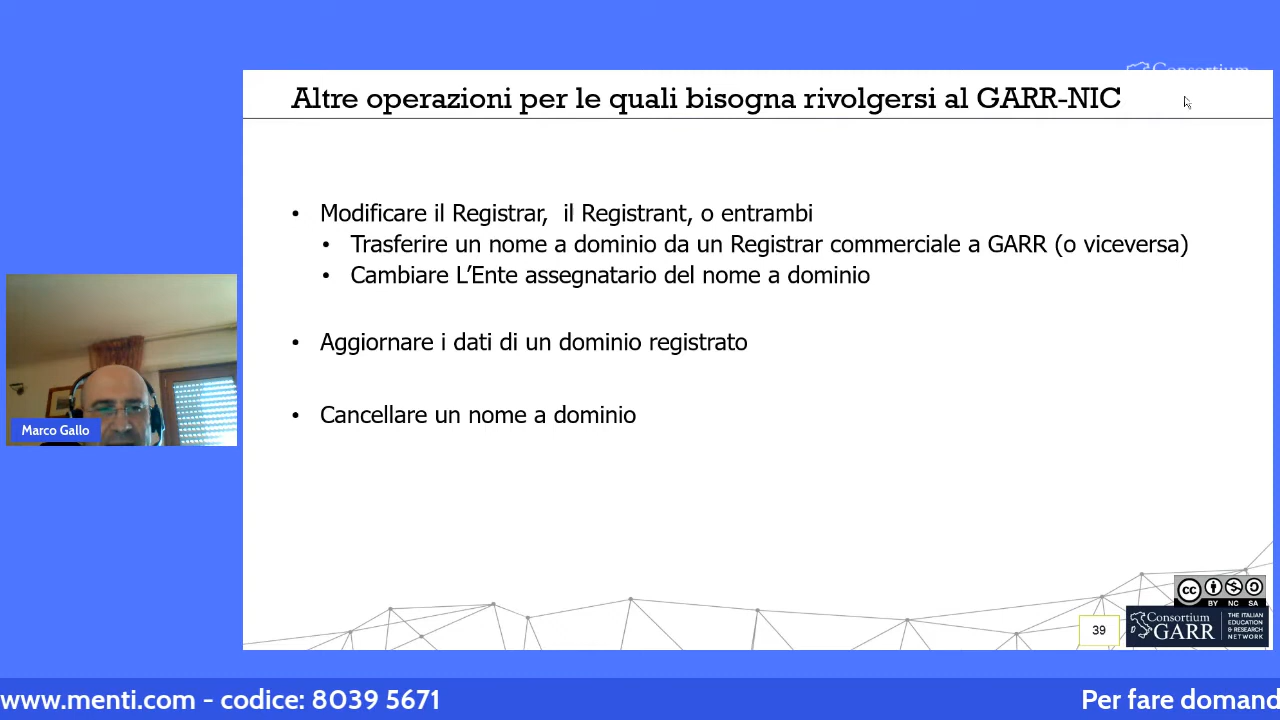 Consortium
Altre operazioni per le quali bisogna rivolgersi al GARR-NIC
• Modificare il Registrar, il Registrant, o entrambi
• Trasferire un nome a dominio da un Registrar commerciale a GARR (o viceversa)
• Cambiare L’Ente assegnatario del nome a dominio
• Aggiornare i dati di un dominio registrato
• Cancellare un nome a dominio
Marco Gallo
cc
BY NC SA
39
Consortium
GARR
THE ITALIAN
EDUCATION
& RESEARCH
NETWORK
www.menti.com - codice: 8039 5671
Per fare domand